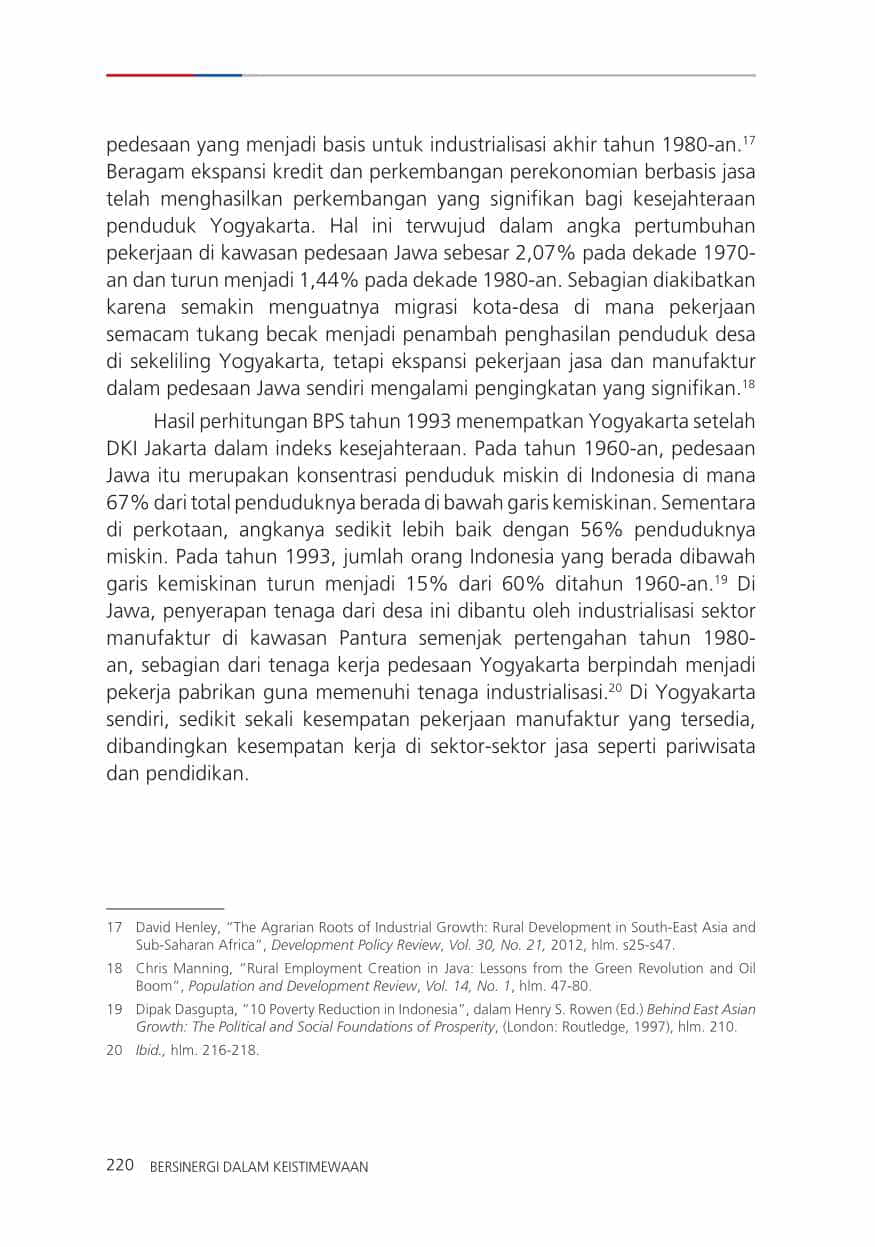 pedesaan yang menjadi basis untuk industrialisasi akhir tahun 1980-an.17
Beragam ekspansi kredit dan perkembangan perekonomian berbasis jasa
telah menghasilkan perkembangan yang signifikan bagi kesejahteraan
penduduk Yogyakarta. Hal ini terwujud dalam angka pertumbuhan
pekerjaan di kawasan pedesaan Jawa sebesar 2,07% pada dekade 1970-
an dan turun menjadi 1,44% pada dekade 1980-an. Sebagian diakibatkan
karena semakin menguatnya migrasi kota-desa di mana pekerjaan
semacam tukang becak menjadi penambah penghasilan penduduk desa
di sekeliling Yogyakarta, tetapi ekspansi pekerjaan jasa dan manufaktur
dalam pedesaan Jawa sendiri mengalami pengingkatan yang signifikan.18
Hasil perhitungan BPS tahun 1993 menempatkan Yogyakarta setelah
DKI Jakarta dalam indeks kesejahteraan. Pada tahun 1960-an, pedesaan
Jawa itu merupakan konsentrasi penduduk miskin di Indonesia di mana
67% dari total penduduknya berada di bawah garis kemiskinan. Sementara
di perkotaan, angkanya sedikit lebih baik dengan 56% penduduknya
miskin. Pada tahun 1993, jumlah orang Indonesia yang berada dibawah
garis kemiskinan turun menjadi 15% dari 60% ditahun 1960-an.19 Di
Jawa, penyerapan tenaga dari desa ini dibantu oleh industrialisasi sektor
manufaktur di kawasan Pantura semenjak pertengahan tahun 1980-
an, sebagian dari tenaga kerja pedesaan Yogyakarta berpindah menjadi
pekerja pabrikan guna memenuhi tenaga industrialisasi.20 Di Yogyakarta
sendiri, sedikit sekali kesempatan pekerjaan manufaktur yang tersedia,
dibandingkan kesempatan kerja di sektor-sektor jasa seperti pariwisata
dan pendidikan.
17 David Henley, "The Agrarian Roots of Industrial Growth: Rural Development in South-East Asia and
Sub-Saharan Africa", Development Policy Review, Vol. 30, No. 21, 2012, hlm. s25-s47.
18 Chris Manning, "Rural Employment Creation in Java: Lessons from the Green Revolution and Oil
Boom", Population and Development Review, Vol. 14, No. 1, hlm. 47-80.
19 Dipak Dasgupta, "10 Poverty Reduction in Indonesia", dalam Henry S. Rowen (Ed.) Behind East Asian
Growth: The Political and Social Foundations of Prosperity, (London: Routledge, 1997), hlm. 210.
20 Ibid., hlm. 216-218.
220 BERSINERGI DALAM KEISTIMEWAAN